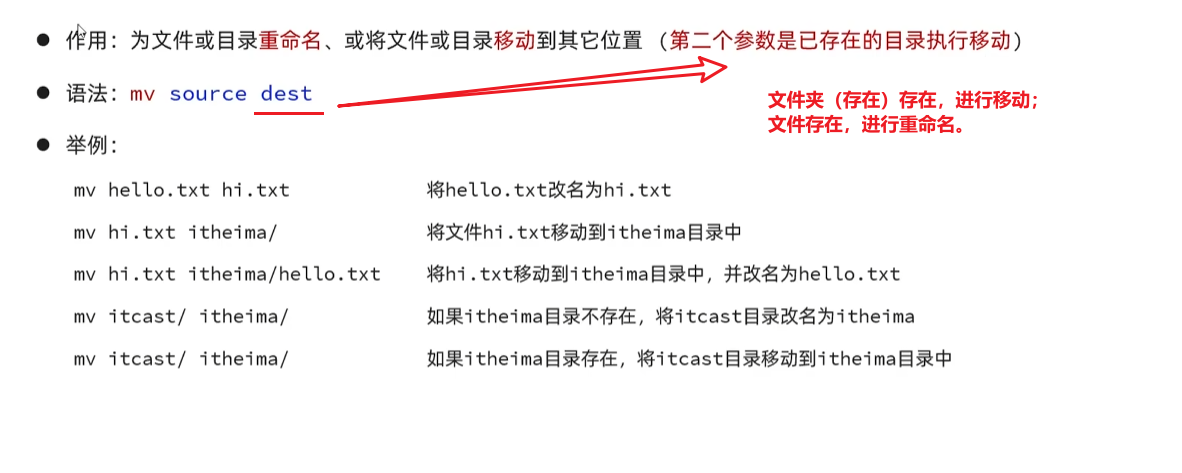 ● 作用：为文件或目录重命名、或将文件或目录移动到其它位置（第二个参数是已存在的目录执行移动）
● 语法：mv source dest
文件夹（存在）存在，进行移动；
文件存在，进行重命名。
● 举例：
mv hello.txt hi.txt 将hello.txt改名为hi.txt
mv hi.txt itheima/ 将文件hi.txt移动到itheima目录中
mv hi.txt itheima/hello.txt 将hi.txt移动到itheima目录中，并改名为hello.txt
mv itcast/ itheima/ 如果itheima目录不存在，将itcast目录改名为itheima
mv itcast/ itheima/ 如果itheima目录存在，将itcast目录移动到itheima目录中